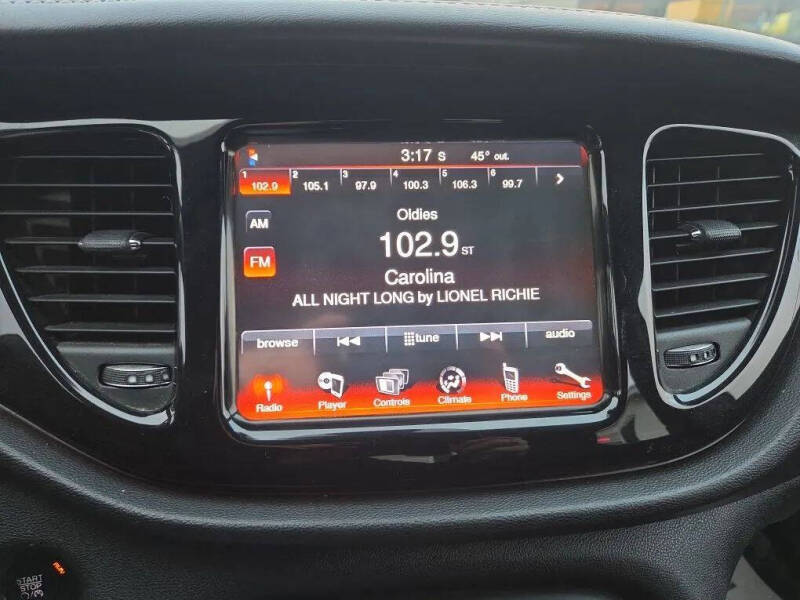 3:17 S 45° out.
1 2 3 4 5 6
102.9 105.1 97.9 100.3 106.3 99.7
Oldies
AM
102.9 ST
FM
Carolina
ALL NIGHT LONG by LIONEL RICHIE
browse tune audio
Radio Player Controls Climate Phone Settings
START RUN
STOP